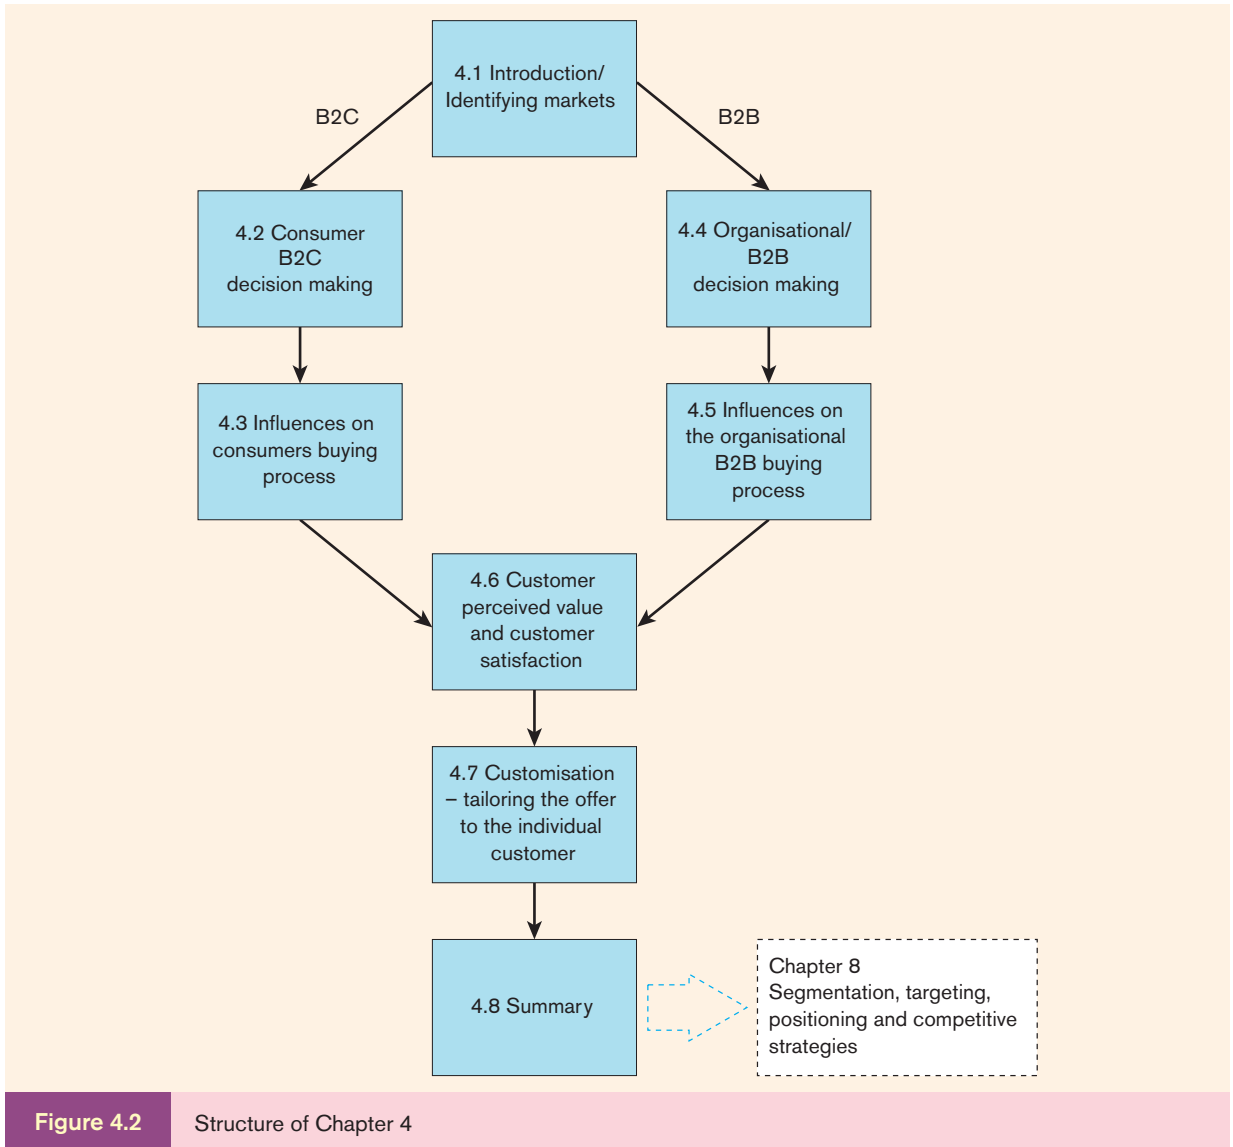 4.1 Introduction/
Identifying markets
B2C
B2B
4.2 Consumer
B2C
decision making
4.4 Organisational/
B2B
decision making
4.3 Influences on
consumers buying
process
4.5 Influences on
the organisational
B2B buying
process
4.6 Customer
perceived value
and customer
satisfaction
4.7 Customisation
– tailoring the offer
to the individual
customer
4.8 Summary
Chapter 8
Segmentation, targeting,
positioning and competitive
strategies
Figure 4.2
Structure of Chapter 4